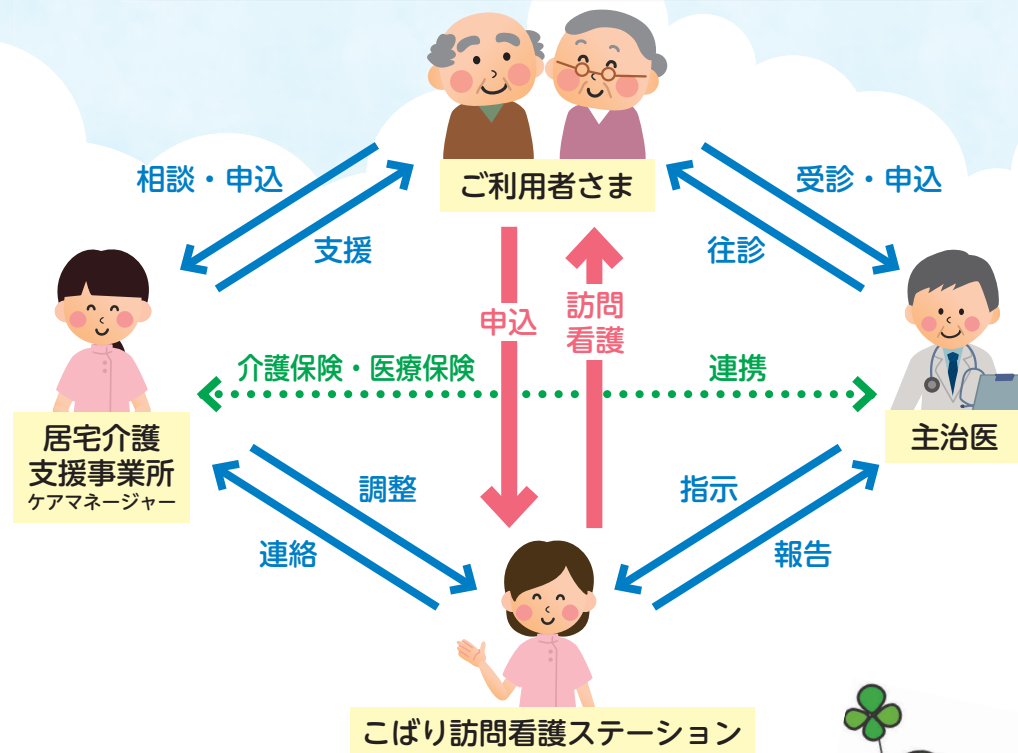 ご利用者さま
相談・申込
支援
受診・申込
往診
申込
訪問
看護
介護保険・医療保険
連携
居宅介護
支援事業所
ケアマネージャー
主治医
調整
連絡
指示
報告
こばり訪問看護ステーション